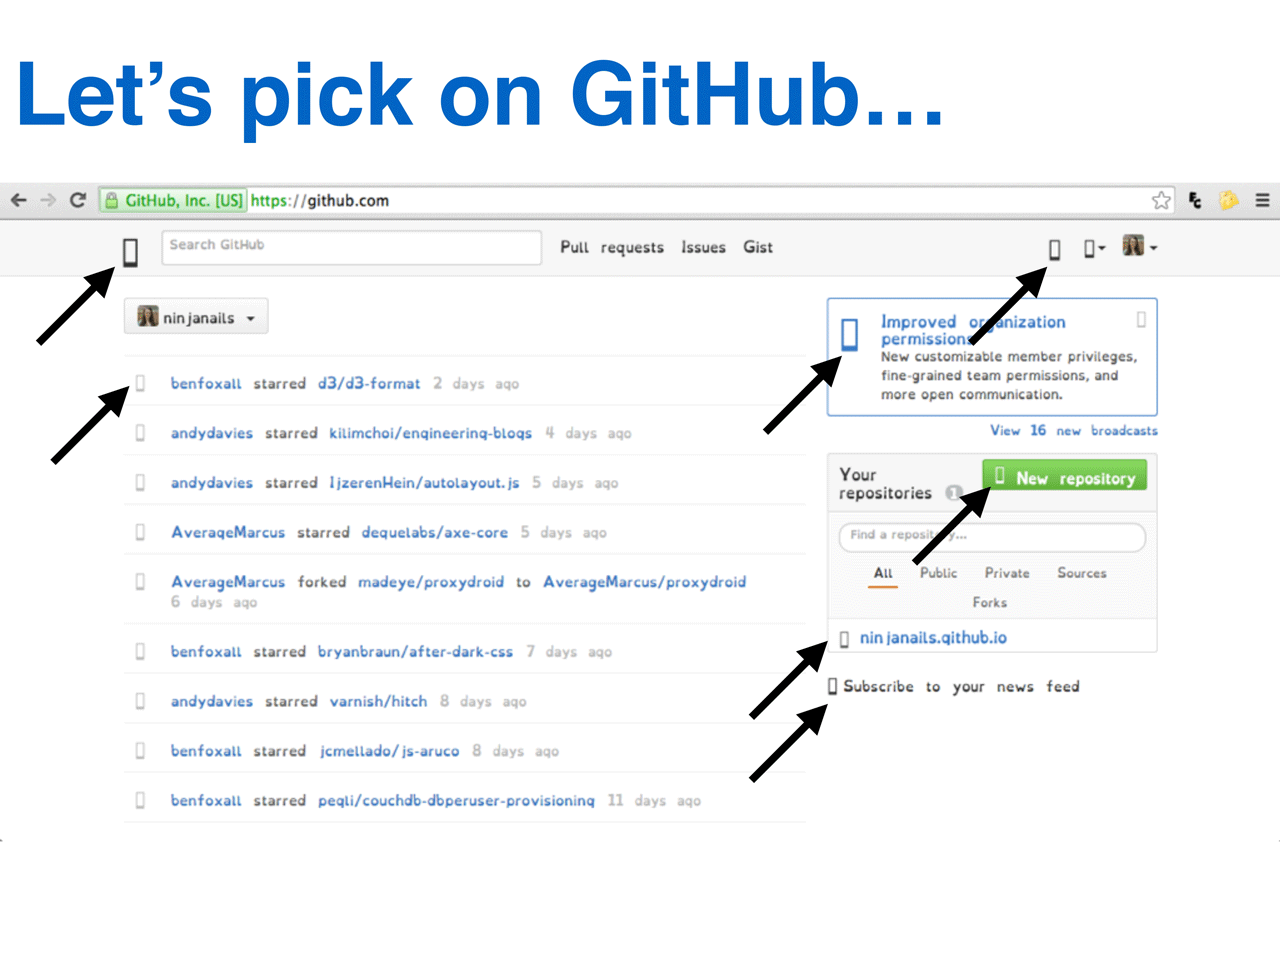 Let’s pick on GitHub...
GitHub, Inc. [US] https://github.com
Search GitHub Pull requests Issues Gist
ninjanails
benfoxall starred d3/d3-format 2 days ago
andydavies starred kilimchoi/engineering-blogs 4 days ago
andydavies starred IjzerenHein/autolayout.js 5 days ago
AverageMarcus starred dequelabs/axe-core 5 days ago
AverageMarcus forked madeye/proxydroid to AverageMarcus/proxydroid
6 days ago
benfoxall starred bryanbraun/after-dark-css 7 days ago
andydavies starred varnish/hitch 8 days ago
benfoxall starred jcmellado/js-aruco 8 days ago
benfoxall starred peqli/couchdb-dbperuser-provisioning 11 days ago
Improved organization
permissions
New customizable member privileges,
fine-grained team permissions, and
more open communication.
View 16 new broadcasts
Your
repositories 1
New repository
Find a repository...
All Public Private Sources
Forks
ninjanails.github.io
Subscribe to your news feed